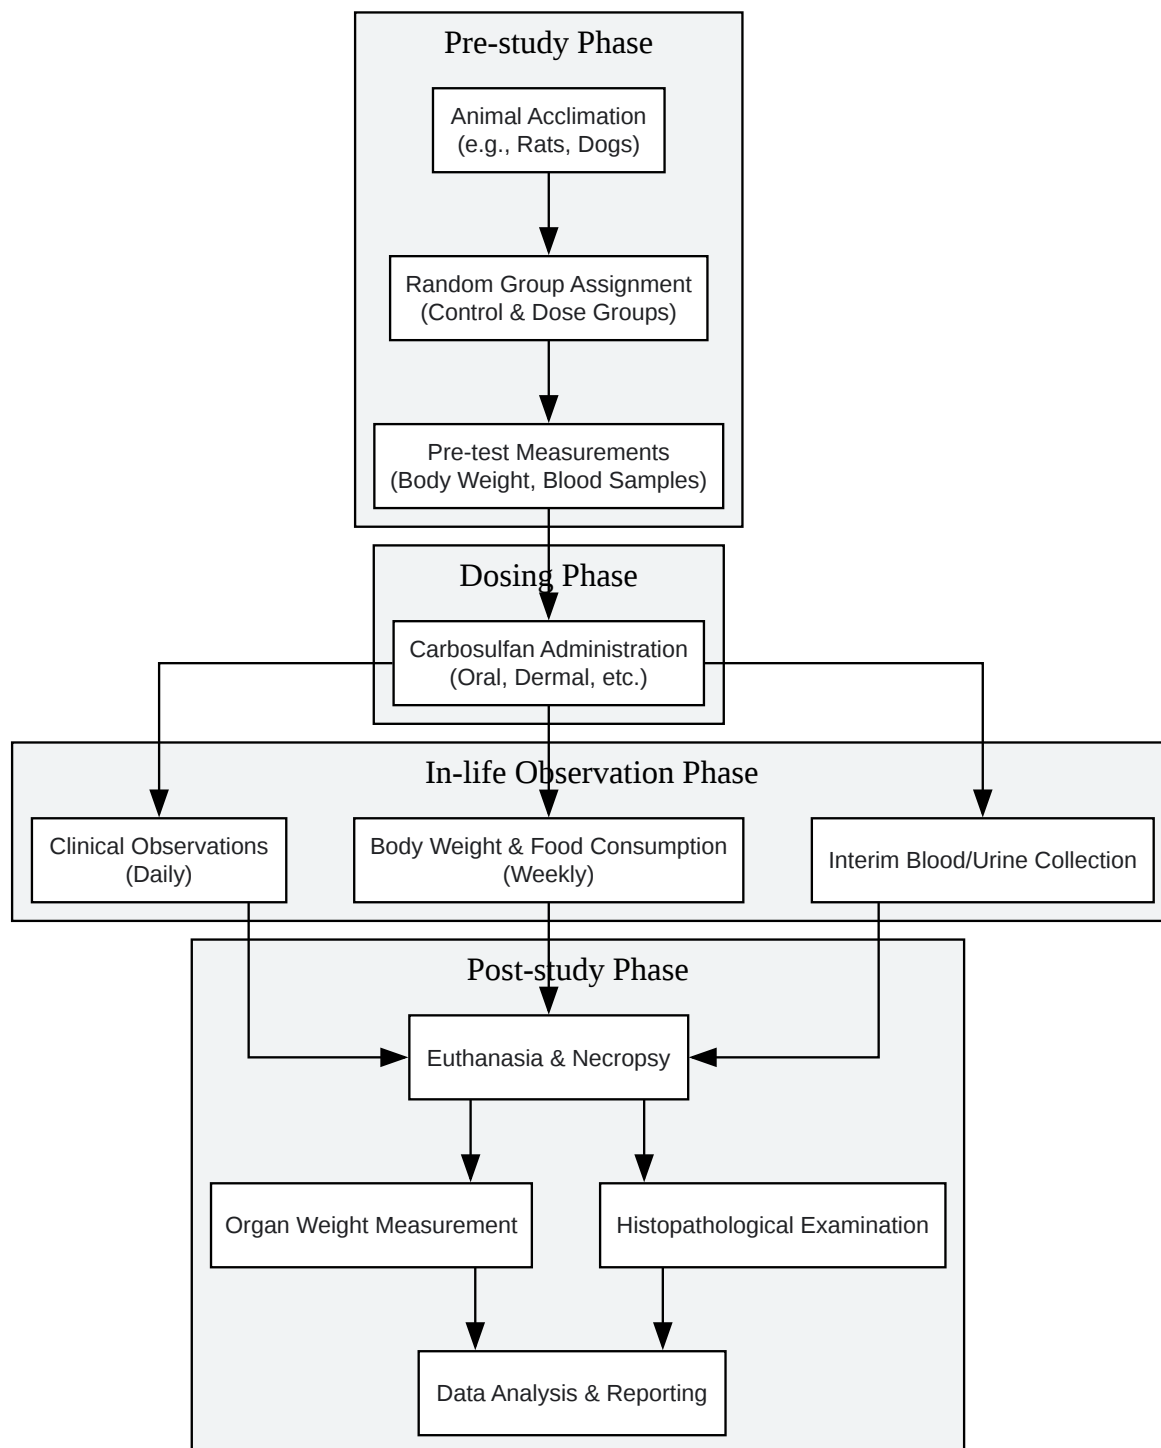 Pre-study Phase
Animal Acclimation
(e.g., Rats, Dogs)
Random Group Assignment
(Control & Dose Groups)
Pre-test Measurements
(Body Weight, Blood Samples)
Dosing Phase
Carbosulfan Administration
(Oral, Dermal, etc.)
In-life Observation Phase
Clinical Observations
(Daily)
Body Weight & Food Consumption
(Weekly)
Interim Blood/Urine Collection
Post-study Phase
Euthanasia & Necropsy
Organ Weight Measurement
Histopathological Examination
Data Analysis & Reporting